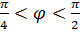 π/4 < φ < π/2